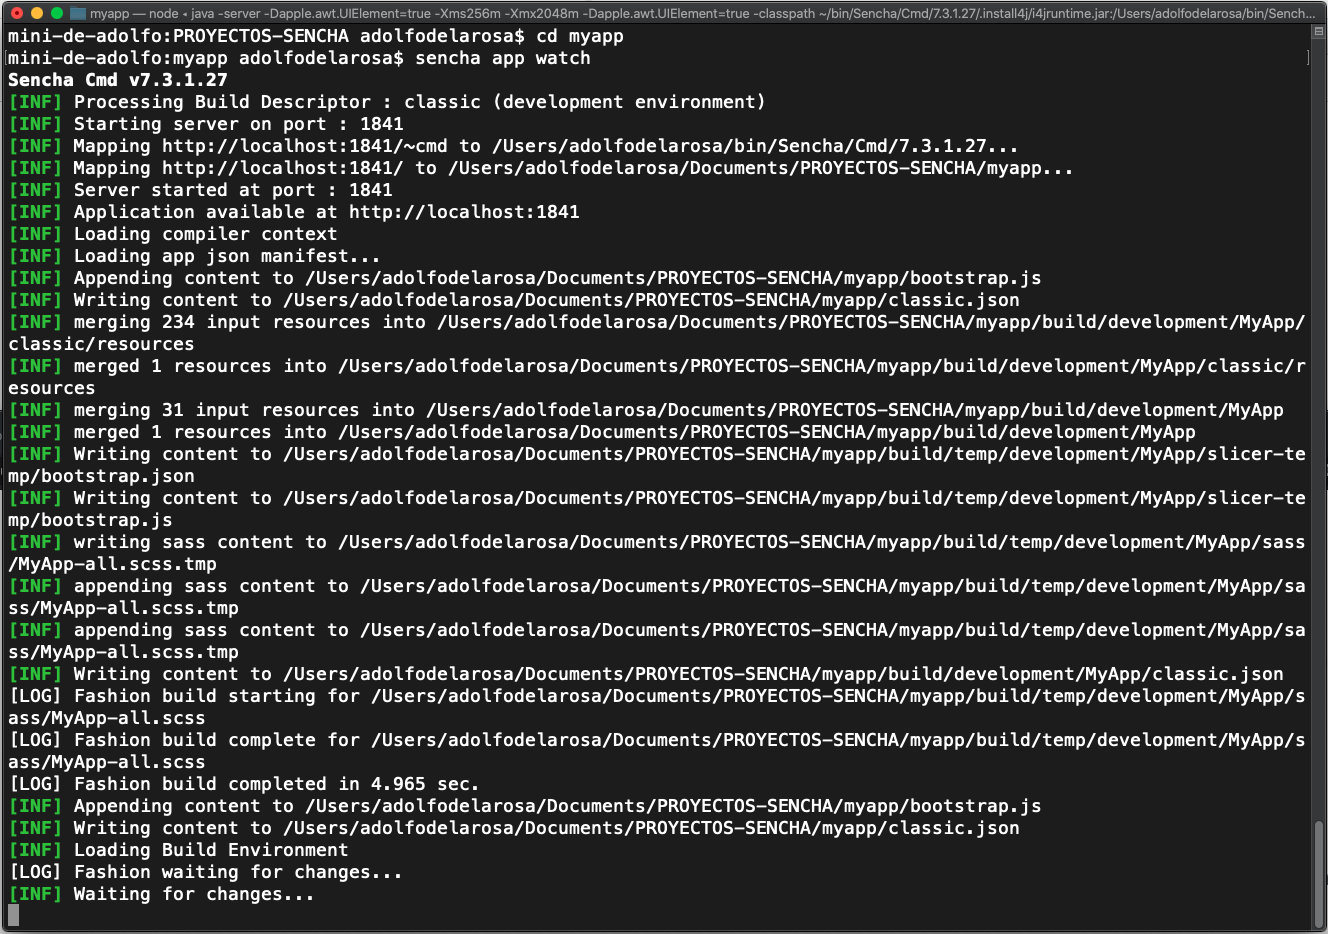 myapp — node ◂ java -server -Dapple.awt.UIElement=true -Xms256m -Xmx2048m -Dapple.awt.UIElement=true -classpath ~/bin/Sencha/Cmd/7.3.1.27/.install4j/i4jruntime.jar:/Users/adolfodelarosa/bin/Sench...
mini-de-adolfo:PROYECTOS-SENCHA adolfodelarosa$ cd myapp
[mini-de-adolfo:myapp adolfodelarosa$ sencha app watch ]
Sencha Cmd v7.3.1.27
[INF] Processing Build Descriptor : classic (development environment)
[INF] Starting server on port : 1841
[INF] Mapping http://localhost:1841/~cmd to /Users/adolfodelarosa/bin/Sencha/Cmd/7.3.1.27...
[INF] Mapping http://localhost:1841/ to /Users/adolfodelarosa/Documents/PROYECTOS-SENCHA/myapp...
[INF] Server started at port : 1841
[INF] Application available at http://localhost:1841
[INF] Loading compiler context
[INF] Loading app json manifest...
[INF] Appending content to /Users/adolfodelarosa/Documents/PROYECTOS-SENCHA/myapp/bootstrap.js
[INF] Writing content to /Users/adolfodelarosa/Documents/PROYECTOS-SENCHA/myapp/classic.json
[INF] merging 234 input resources into /Users/adolfodelarosa/Documents/PROYECTOS-SENCHA/myapp/build/development/MyApp/
classic/resources
[INF] merged 1 resources into /Users/adolfodelarosa/Documents/PROYECTOS-SENCHA/myapp/build/development/MyApp/classic/r
esources
[INF] merging 31 input resources into /Users/adolfodelarosa/Documents/PROYECTOS-SENCHA/myapp/build/development/MyApp
[INF] merged 1 resources into /Users/adolfodelarosa/Documents/PROYECTOS-SENCHA/myapp/build/development/MyApp
[INF] Writing content to /Users/adolfodelarosa/Documents/PROYECTOS-SENCHA/myapp/build/temp/development/MyApp/slicer-te
mp/bootstrap.json
[INF] Writing content to /Users/adolfodelarosa/Documents/PROYECTOS-SENCHA/myapp/build/temp/development/MyApp/slicer-te
mp/bootstrap.js
[INF] writing sass content to /Users/adolfodelarosa/Documents/PROYECTOS-SENCHA/myapp/build/temp/development/MyApp/sass
/MyApp-all.scss.tmp
[INF] appending sass content to /Users/adolfodelarosa/Documents/PROYECTOS-SENCHA/myapp/build/temp/development/MyApp/sa
ss/MyApp-all.scss.tmp
[INF] appending sass content to /Users/adolfodelarosa/Documents/PROYECTOS-SENCHA/myapp/build/temp/development/MyApp/sa
ss/MyApp-all.scss.tmp
[INF] Writing content to /Users/adolfodelarosa/Documents/PROYECTOS-SENCHA/myapp/build/development/MyApp/classic.json
[LOG] Fashion build starting for /Users/adolfodelarosa/Documents/PROYECTOS-SENCHA/myapp/build/temp/development/MyApp/s
ass/MyApp-all.scss
[LOG] Fashion build complete for /Users/adolfodelarosa/Documents/PROYECTOS-SENCHA/myapp/build/temp/development/MyApp/s
ass/MyApp-all.scss
[LOG] Fashion build completed in 4.965 sec.
[INF] Appending content to /Users/adolfodelarosa/Documents/PROYECTOS-SENCHA/myapp/bootstrap.js
[INF] Writing content to /Users/adolfodelarosa/Documents/PROYECTOS-SENCHA/myapp/classic.json
[INF] Loading Build Environment
[LOG] Fashion waiting for changes...
[INF] Waiting for changes...